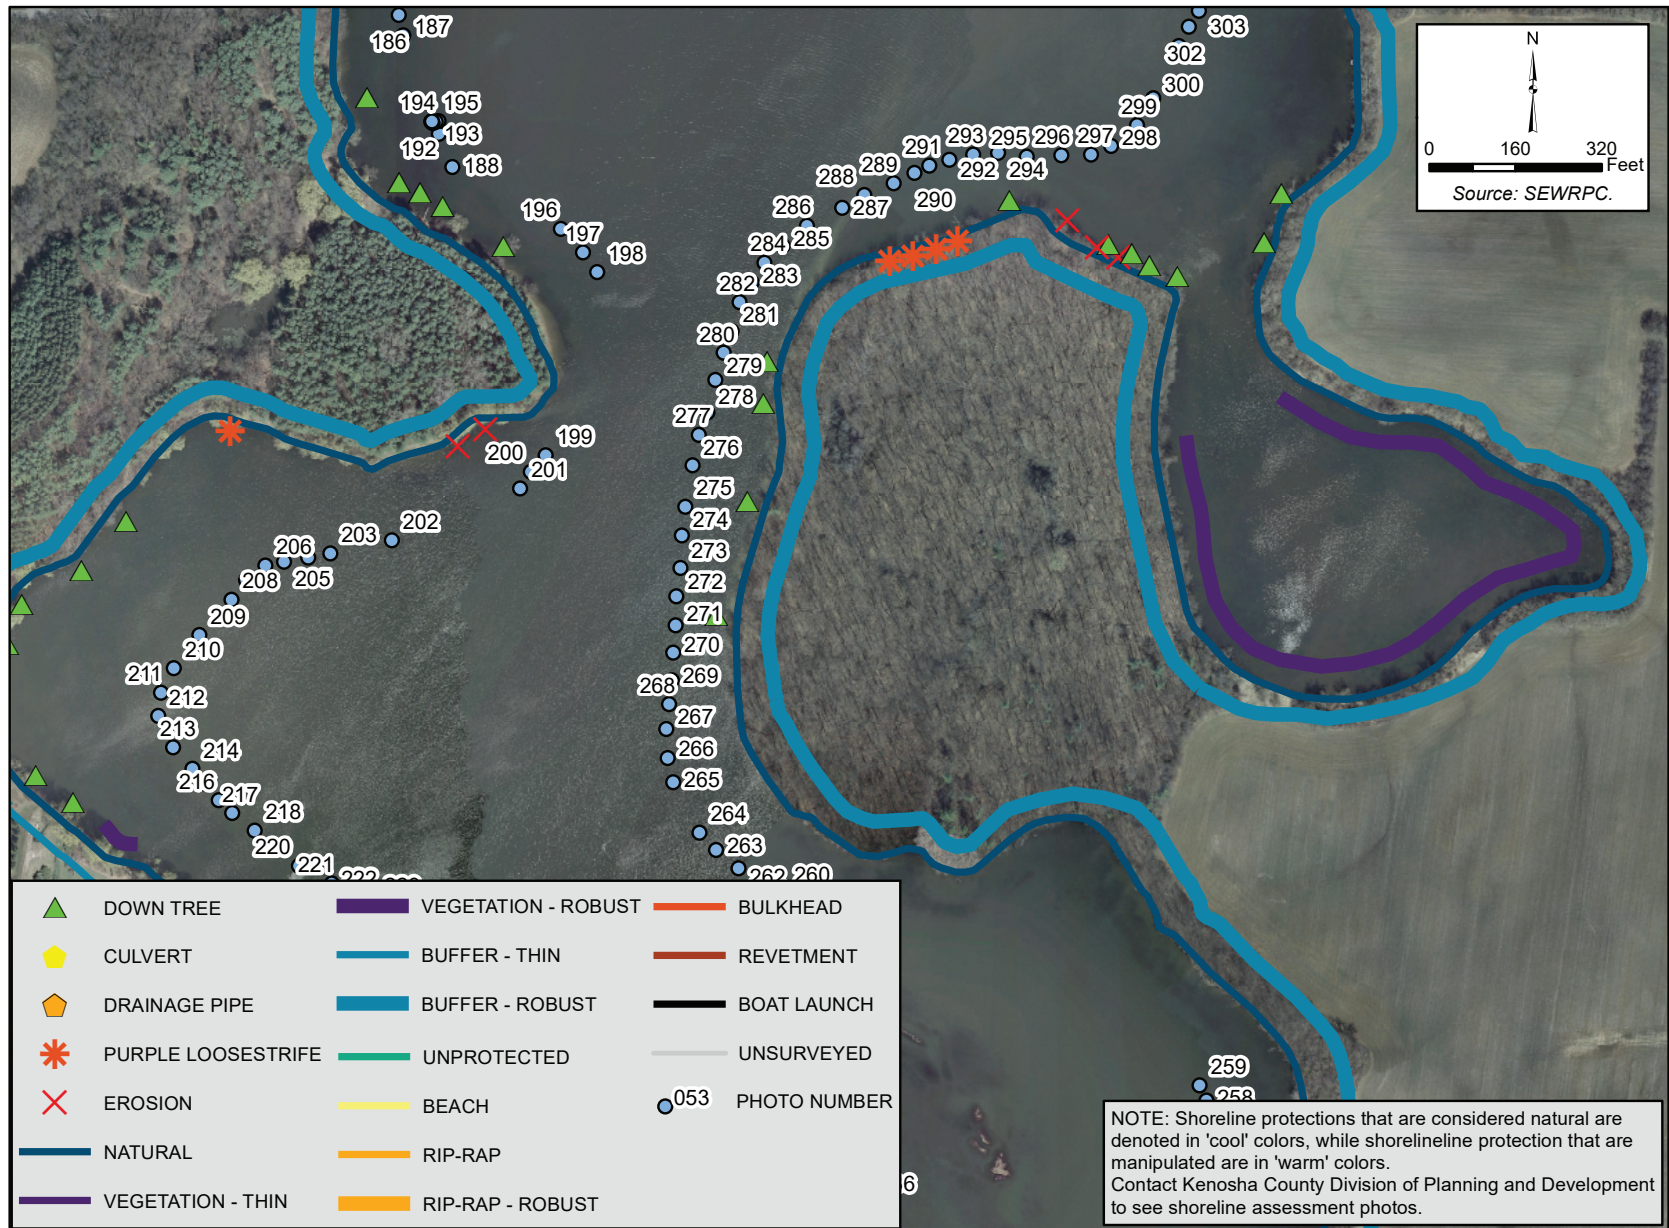 187
186
303
302
300
299
298
194 195
193
192
188
293 295 296 297
291
292 294
289
290
288
287
286
285
284
283
282
281
280
279
278
277
276
275
274
273
272
271
270
269
268
267
266
265
264
263
262 260
196
197
198
199
200
201
202
203
206
205
208
209
210
211
212
213
214
216
217
218
220
221
259
N
0 160 320
Feet
Source: SEWRPC.
DOWN TREE
CULVERT
DRAINAGE PIPE
PURPLE LOOSESTRIFE
EROSION
NATURAL
VEGETATION - THIN
VEGETATION - ROBUST
BUFFER - THIN
BUFFER - ROBUST
UNPROTECTED
BEACH
RIP-RAP
RIP-RAP - ROBUST
BULKHEAD
REVETMENT
BOAT LAUNCH
UNSURVEYED
053 PHOTO NUMBER
NOTE: Shoreline protections that are considered natural are
denoted in 'cool' colors, while shorelineline protection that are
manipulated are in 'warm' colors.
Contact Kenosha County Division of Planning and Development
to see shoreline assessment photos.